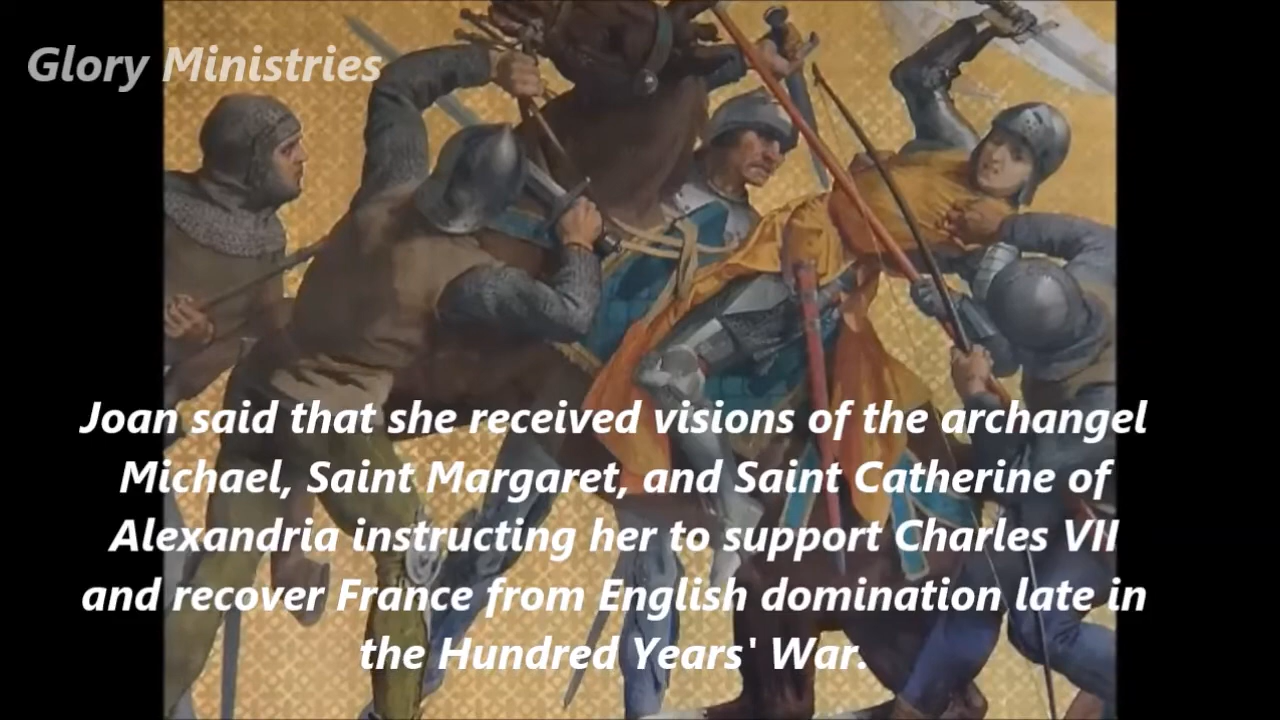 Glory Ministries
Joan said that she received visions of the archangel
Michael, Saint Margaret, and Saint Catherine of
Alexandria instructing her to support Charles VII
and recover France from English domination late in
the Hundred Years' War.